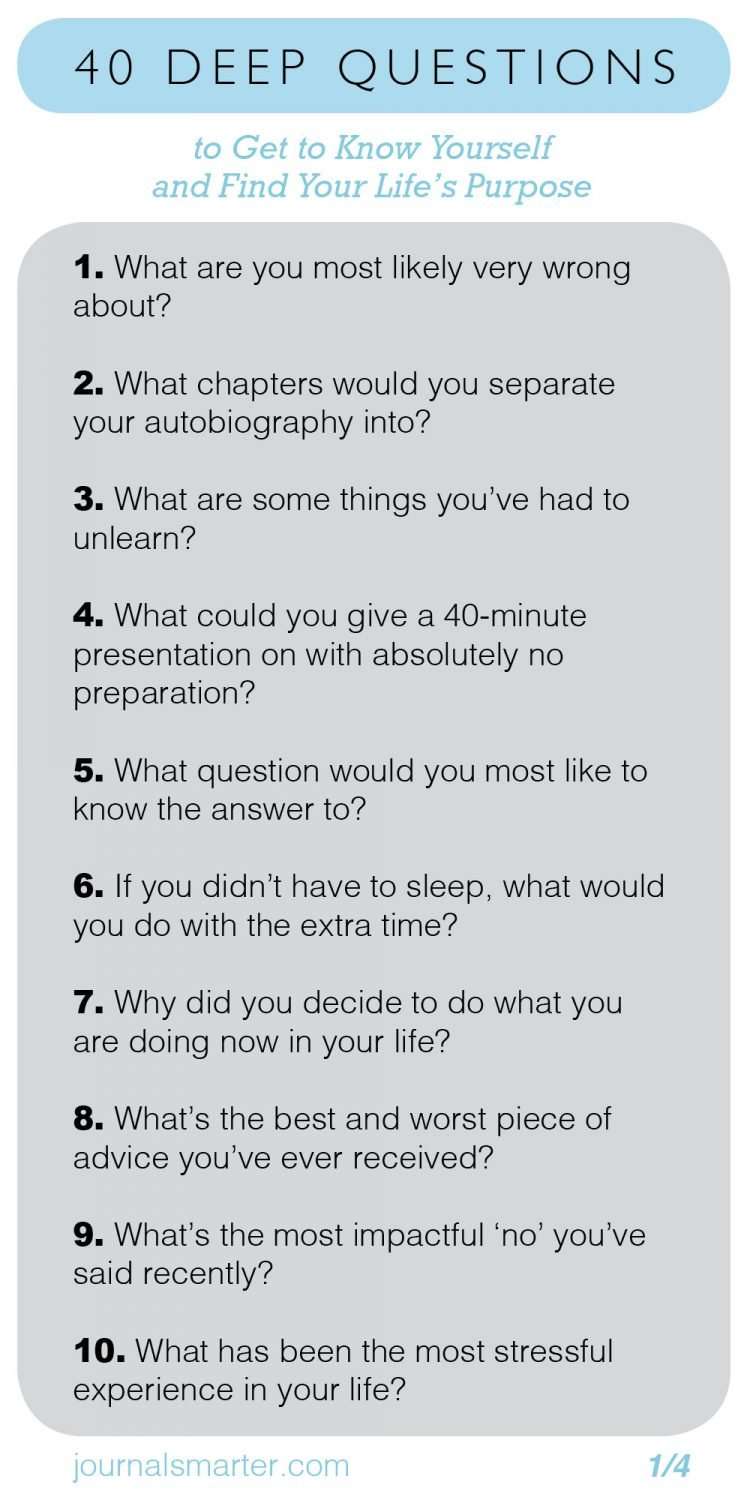 40 DEEP QUESTIONS
to Get to Know Yourself
and Find Your Life’s Purpose
1. What are you most likely very wrong
about?
2. What chapters would you separate
your autobiography into?
3. What are some things you’ve had to
unlearn?
4. What could you give a 40-minute
presentation on with absolutely no
preparation?
5. What question would you most like to
know the answer to?
6. If you didn’t have to sleep, what would
you do with the extra time?
7. Why did you decide to do what you
are doing now in your life?
8. What’s the best and worst piece of
advice you’ve ever received?
9. What’s the most impactful ‘no’ you’ve
said recently?
10. What has been the most stressful
experience in your life?
journalsmarter.com
1/4